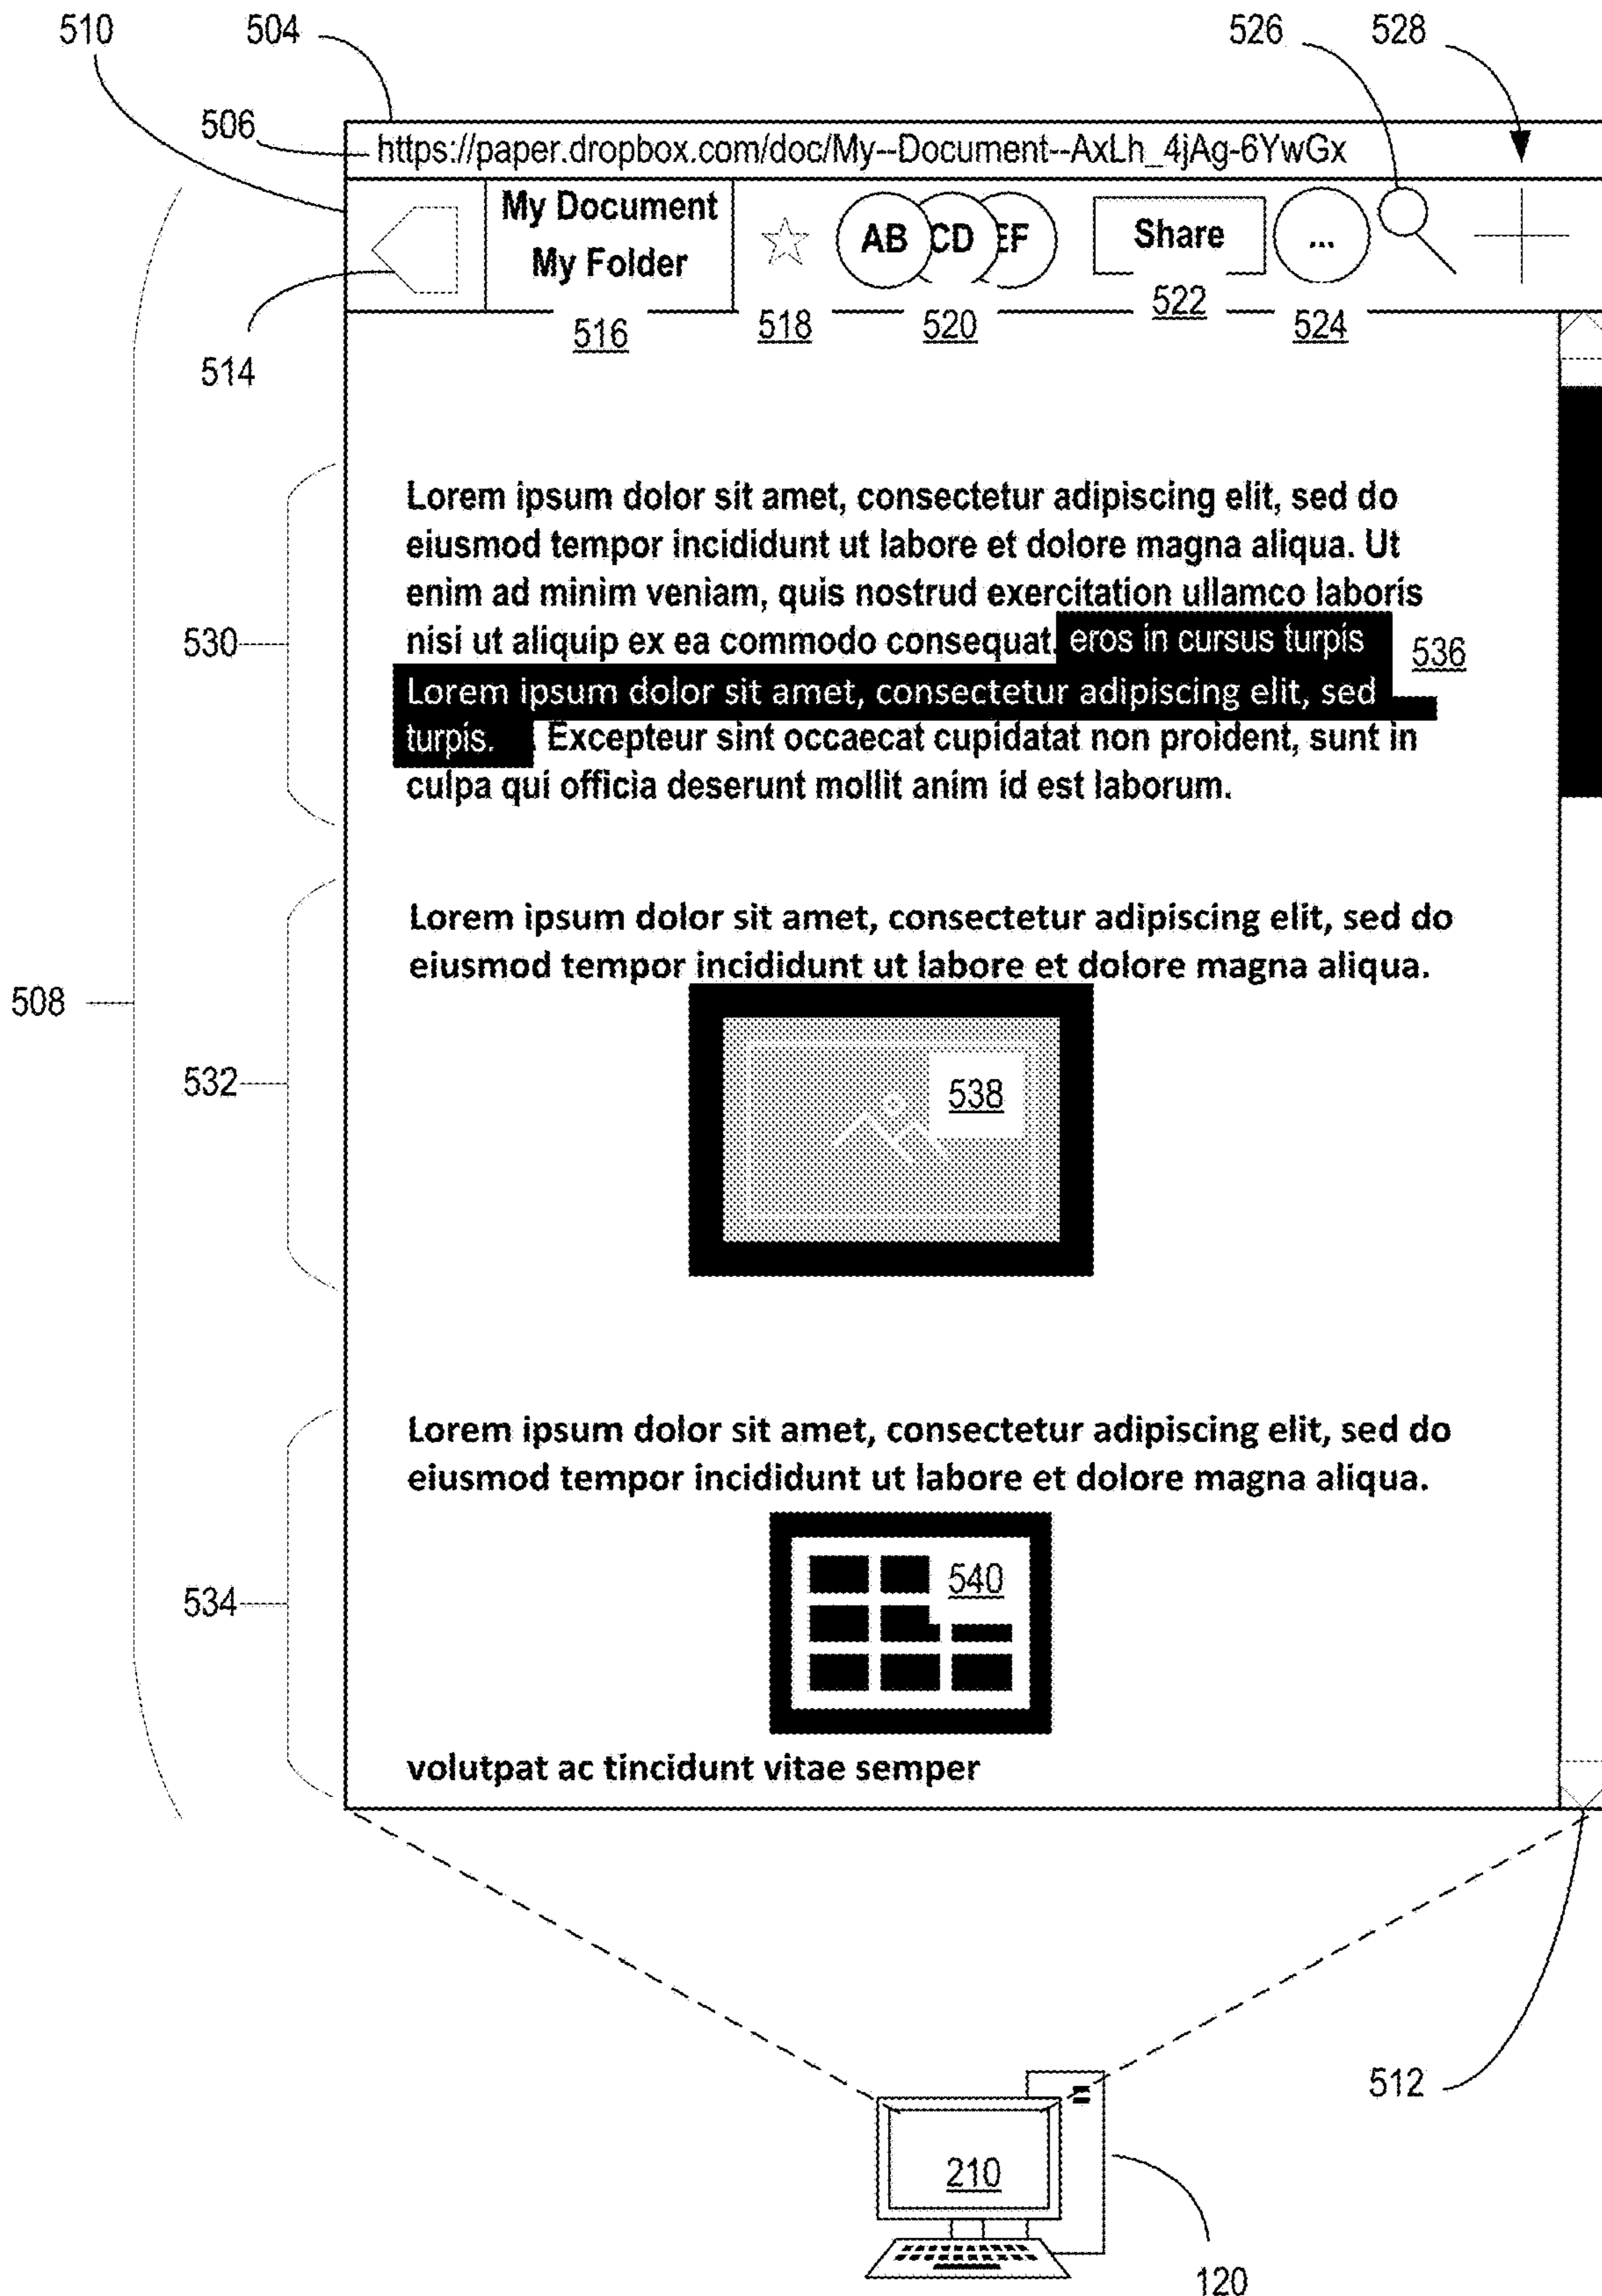 510 504 526 528
506 https://paper.dropbox.com/doc/My--Document--AxLh_4jAg-6YwGx
My Document
My Folder
AB CD EF Share ...
516 518 520 522 524
514
Lorem ipsum dolor sit amet, consectetur adipiscing elit, sed do
eiusmod tempor incididunt ut labore et dolore magna aliqua. Ut
enim ad minim veniam, quis nostrud exercitation ullamco laboris
530 nisi ut aliquip ex ea commodo consequat. eros in cursus turpis 536
Lorem ipsum dolor sit amet, consectetur adipiscing elit, sed
turpis. Excepteur sint occaecat cupidatat non proident, sunt in
culpa qui officia deserunt mollit anim id est laborum.
Lorem ipsum dolor sit amet, consectetur adipiscing elit, sed do
eiusmod tempor incididunt ut labore et dolore magna aliqua.
508
532 538
Lorem ipsum dolor sit amet, consectetur adipiscing elit, sed do
eiusmod tempor incididunt ut labore et dolore magna aliqua.
534 540
volutpat ac tincidunt vitae semper
512
210
120